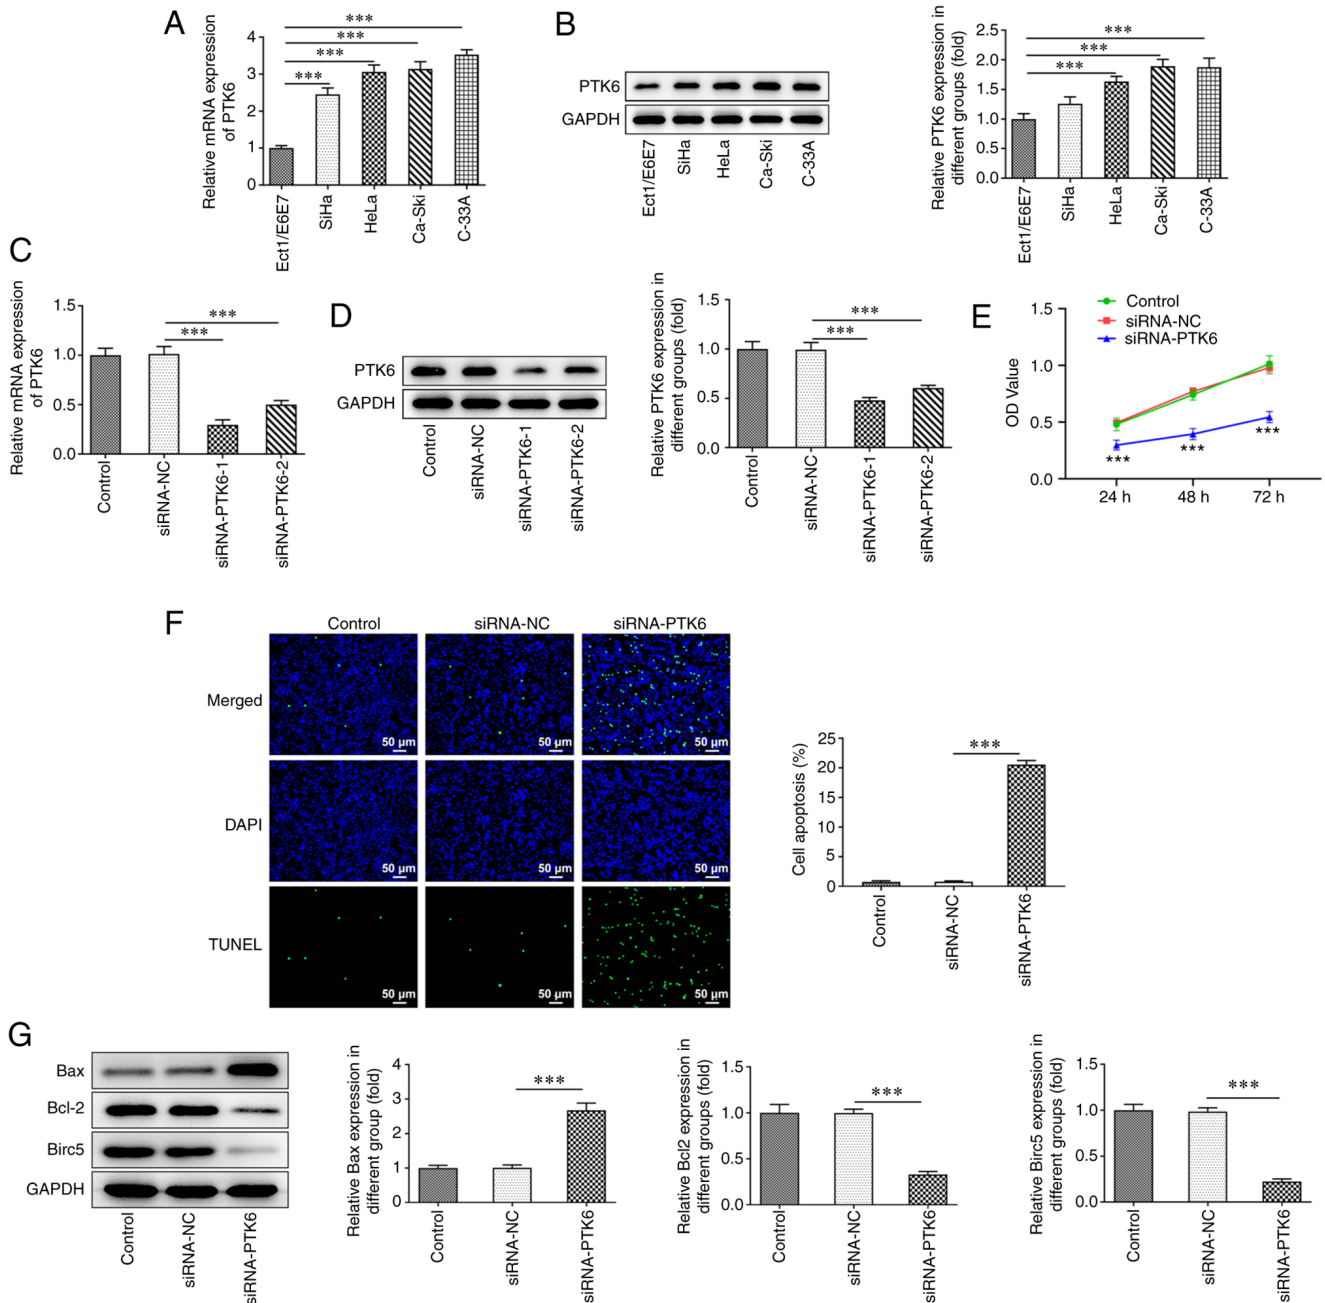 A
Relative mRNA expression
of PTK6
4
3
2
1
0
***
***
***
***
Ect1/E6E7
SiHa
HeLa
Ca-Ski
C-33A
B
PTK6
GAPDH
Ect1/E6E7
SiHa
HeLa
Ca-Ski
C-33A
Relative PTK6 expression in
different groups (fold)
2.5
2.0
1.5
1.0
0.5
0.0
***
***
***
Ect1/E6E7
SiHa
HeLa
Ca-Ski
C-33A
C
Relative mRNA expression
of PTK6
1.5
1.0
0.5
0.0
***
***
Control
siRNA-NC
siRNA-PTK6-1
siRNA-PTK6-2
D
PTK6
GAPDH
Control
siRNA-NC
siRNA-PTK6-1
siRNA-PTK6-2
Relative PTK6 expression in
different groups (fold)
1.5
1.0
0.5
0.0
***
***
Control
siRNA-NC
siRNA-PTK6-1
siRNA-PTK6-2
E
Control
siRNA-NC
siRNA-PTK6
OD Value
1.5
1.0
0.5
0.0
***
***
***
24 h
48 h
72 h
F
Control
siRNA-NC
siRNA-PTK6
Merged
50 µm
50 µm
50 µm
DAPI
50 µm
50 µm
50 µm
TUNEL
50 µm
50 µm
50 µm
Cell apoptosis (%)
25
20
15
10
5
0
***
Control
siRNA-NC
siRNA-PTK6
G
Bax
Bcl-2
Birc5
GAPDH
Control
siRNA-NC
siRNA-PTK6
Relative Bax expression in
different group (fold)
4
3
2
1
0
***
Control
siRNA-NC
siRNA-PTK6
Relative Bcl2 expression in
different groups (fold)
1.5
1.0
0.5
0.0
***
Control
siRNA-NC
siRNA-PTK6
Relative Birc5 expression in
different groups (fold)
1.5
1.0
0.5
0.0
***
Control
siRNA-NC
siRNA-PTK6